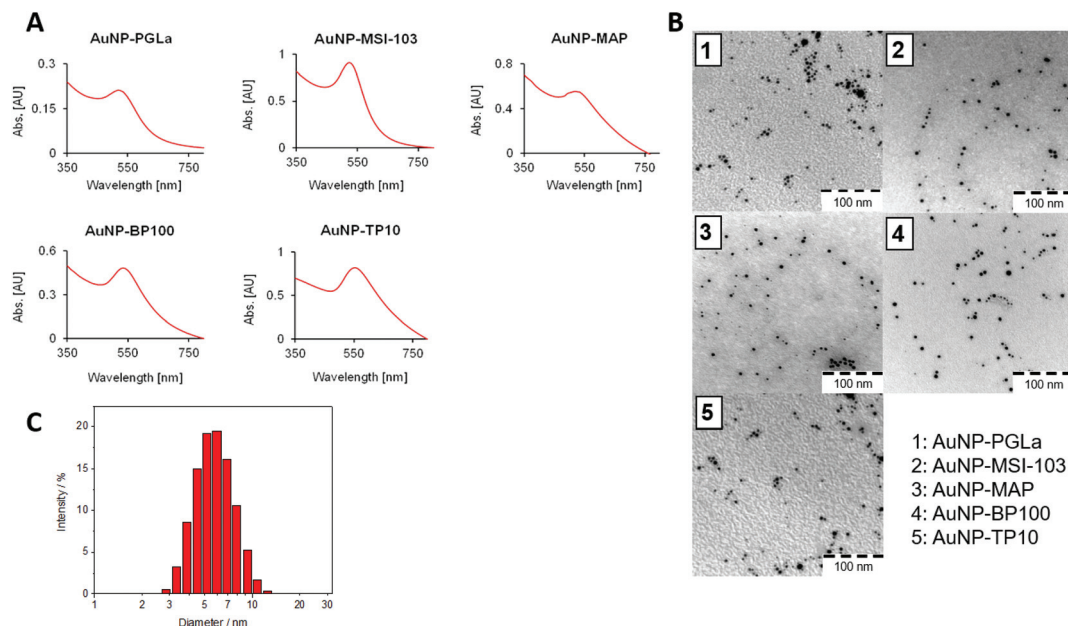 A
AuNP-PGLa
0.3
0.15
0
350 550 750
Abs. [AU]
Wavelength [nm]
AuNP-MSI-103
1
0.5
0
350 550 750
Abs. [AU]
Wavelength [nm]
AuNP-MAP
0.8
0.4
0
350 550 750
Abs. [AU]
Wavelength [nm]
AuNP-BP100
0.6
0.3
0
350 550 750
Abs. [AU]
Wavelength [nm]
AuNP-TP10
1
0.5
0
350 550 750
Abs. [AU]
Wavelength [nm]
B
1
100 nm
2
100 nm
3
100 nm
4
100 nm
5
100 nm
1: AuNP-PGLa
2: AuNP-MSI-103
3: AuNP-MAP
4: AuNP-BP100
5: AuNP-TP10
C
20
15
10
5
0
Intensity / %
1 2 3 5 7 10 20 30
Diameter / nm